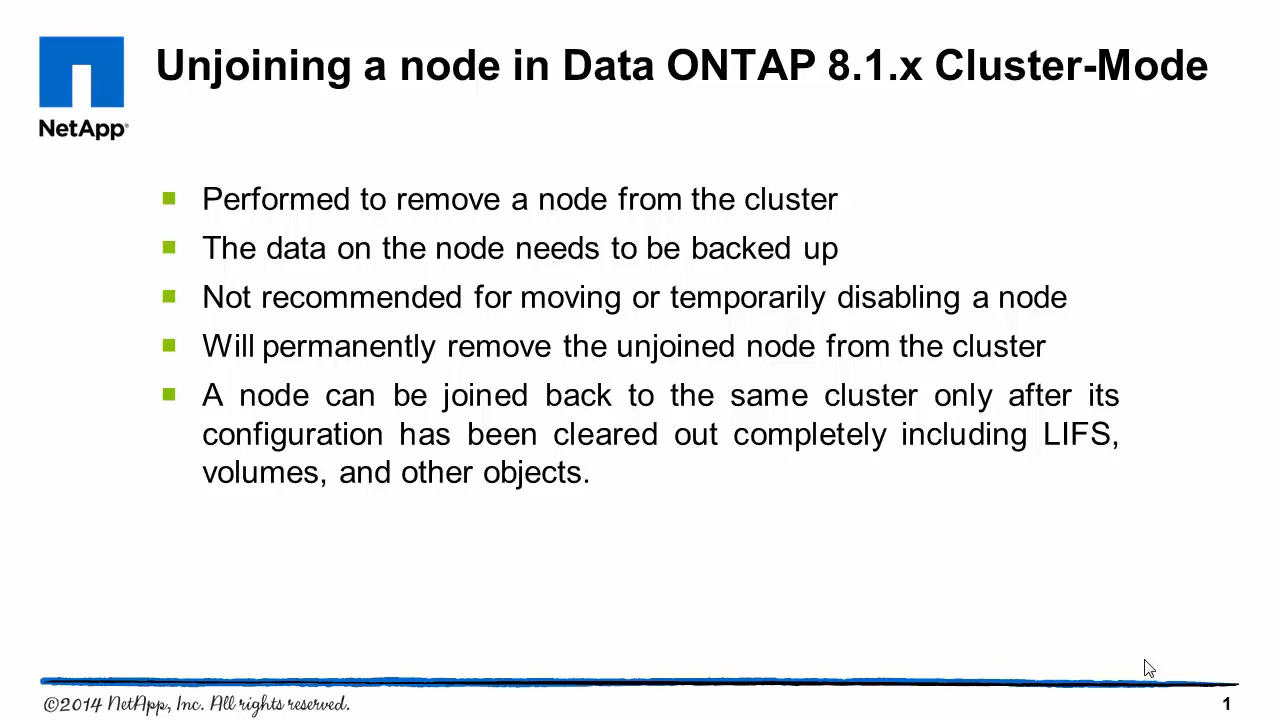 Unjoining a node in Data ONTAP 8.1.x Cluster-Mode
NetApp®
Performed to remove a node from the cluster
The data on the node needs to be backed up
Not recommended for moving or temporarily disabling a node
Will permanently remove the unjoined node from the cluster
A node can be joined back to the same cluster only after its
configuration has been cleared out completely including LIFS,
volumes, and other objects.
©2014 NetApp, Inc. All rights reserved.
1